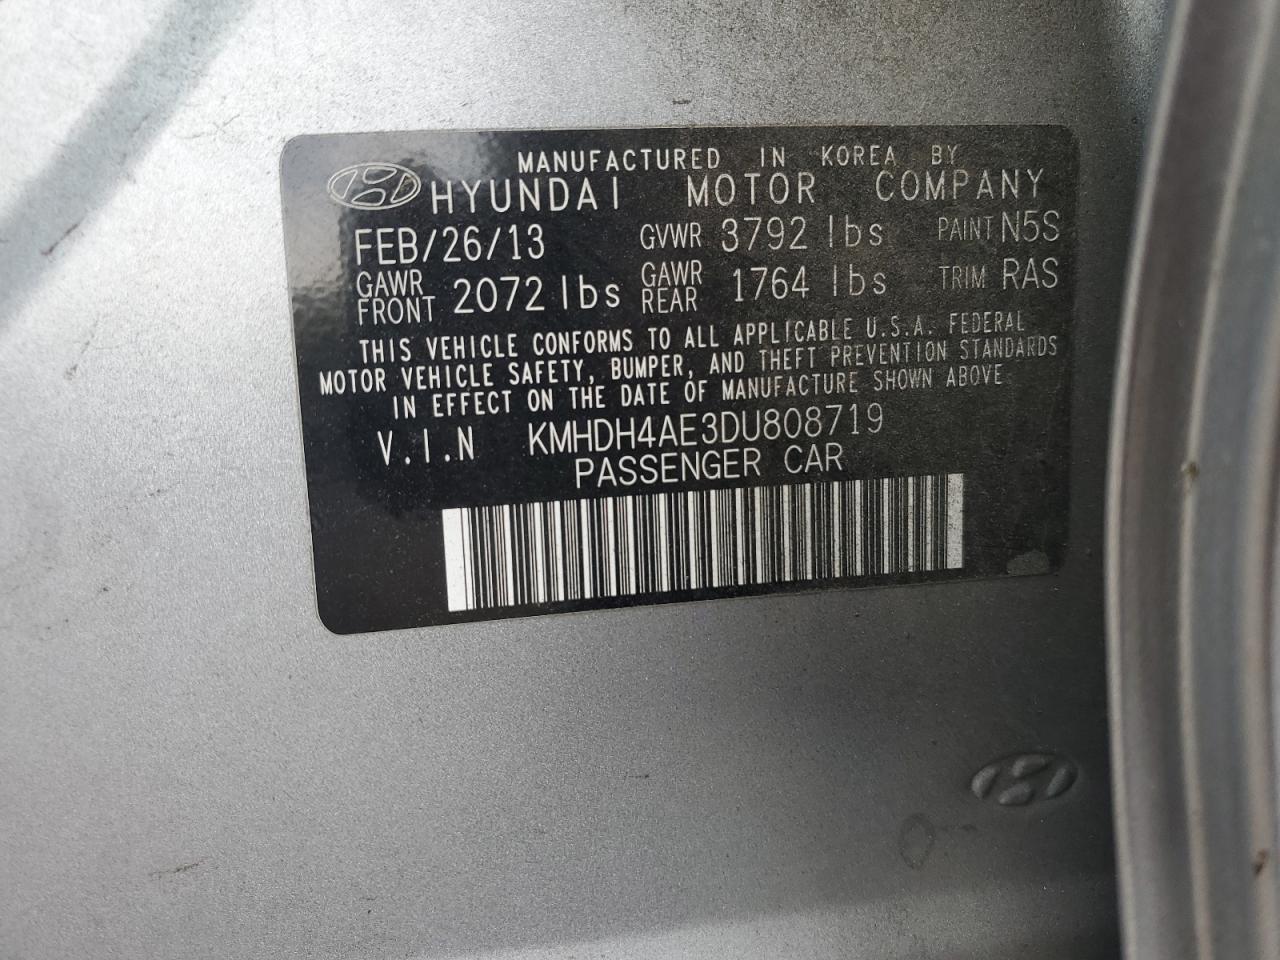 MANUFACTURED IN KOREA BY
HYUNDAI MOTOR COMPANY
FEB/26/13 GVWR 3792 lbs PAINT N5S
GAWR FRONT 2072 lbs GAWR REAR 1764 lbs TRIM RAS
THIS VEHICLE CONFORMS TO ALL APPLICABLE U.S.A. FEDERAL
MOTOR VEHICLE SAFETY, BUMPER, AND THEFT PREVENTION STANDARDS
IN EFFECT ON THE DATE OF MANUFACTURE SHOWN ABOVE
V.I.N KMHDH4AE3DU808719
PASSENGER CAR